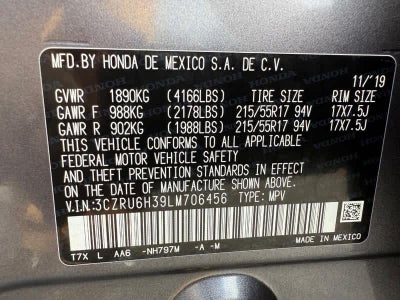 MFD.BY HONDA DE MEXICO S.A. DE C.V.
11/'19
GVWR 1890KG (4166LBS) TIRE SIZE RIM SIZE
GAWR F 988KG (2178LBS) 215/55R17 94V 17X7.5J
GAWR R 902KG (1988LBS) 215/55R17 94V 17X7.5J
THIS VEHICLE CONFORMS TO ALL APPLICABLE
FEDERAL MOTOR VEHICLE SAFETY, BUMPER,
AND THEFT PREVENTION STANDARDS IN EFFECT
ON THE DATE OF MANUFACTURE SHOWN ABOVE.
V.I.N.:3CZRU6H39LM706456 TYPE: MPV
T7X L AA6 -NH797M -A -M
MADE IN MEXICO